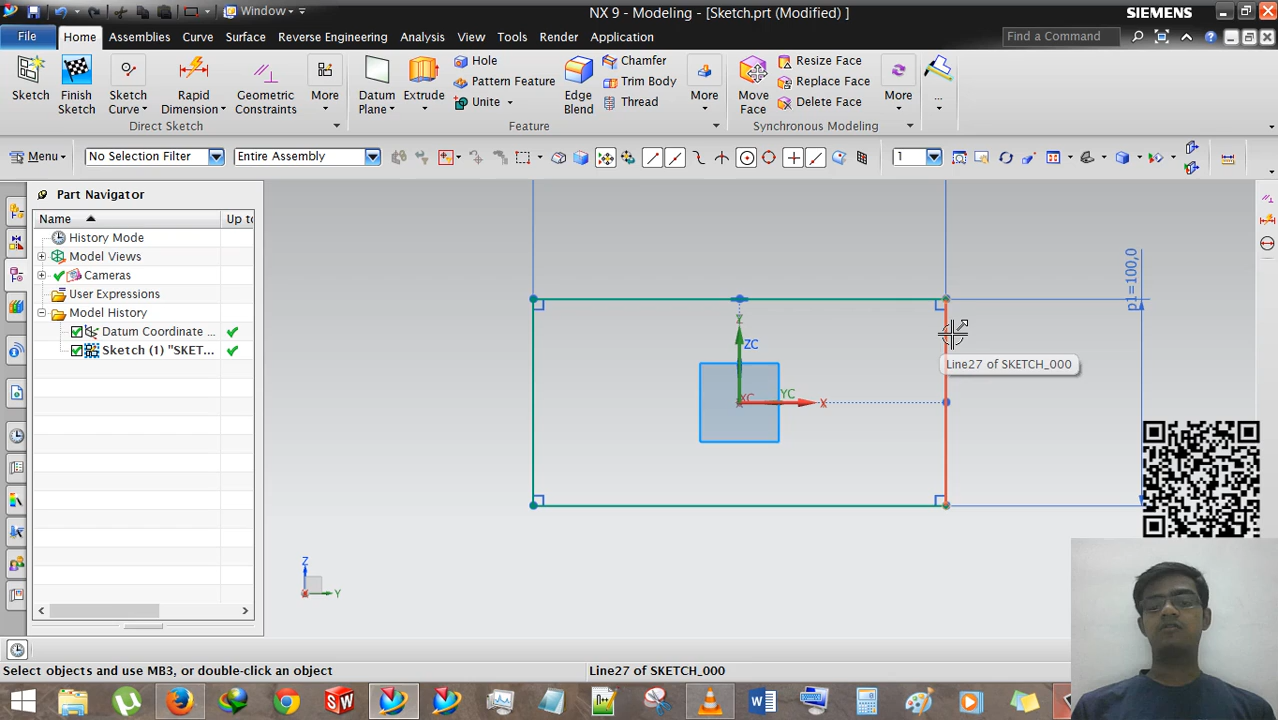 Window
NX 9 - Modeling - [Sketch.prt (Modified) ]
SIEMENS
File
Home
Assemblies
Curve
Surface
Reverse Engineering
Analysis
View
Tools
Render
Application
Find a Command
Sketch
Finish Sketch
Sketch Curve
Rapid Dimension
Geometric Constraints
More
Direct Sketch
Datum Plane
Extrude
Hole
Pattern Feature
Unite
Edge Blend
Chamfer
Trim Body
Thread
More
Feature
Move Face
Resize Face
Replace Face
Delete Face
More
Synchronous Modeling
...
Menu
No Selection Filter
Entire Assembly
1
Part Navigator
Name
Up to
History Mode
Model Views
Cameras
User Expressions
Model History
Datum Coordinate ...
Sketch (1) "SKET...
p1=100,0
Z
ZC
XC
YC
X
Line27 of SKETCH_000
Z
Y
X
Select objects and use MB3, or double-click an object
Line27 of SKETCH_000